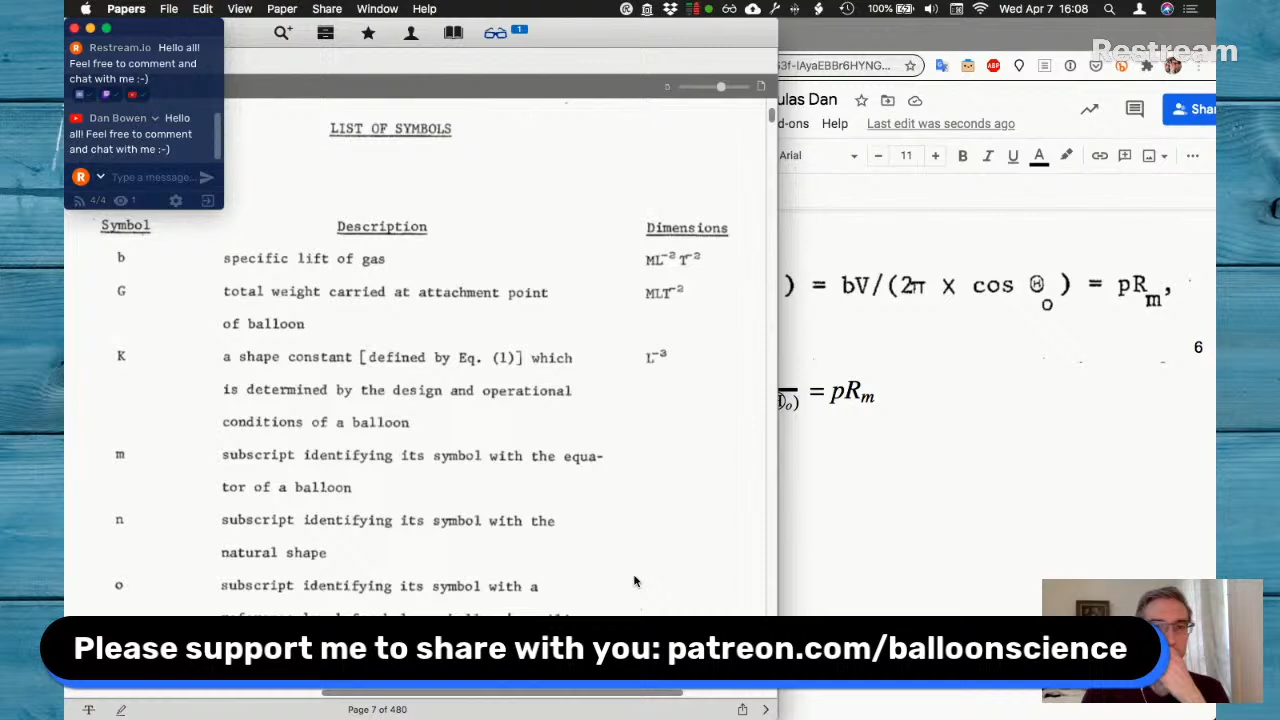 Papers File Edit View Paper Share Window Help 100% Wed Apr 7 16:08
Restream
Restream.io Hello all!
Feel free to comment and
chat with me :-)
Dan Bowen Hello
all! Feel free to comment
and chat with me :-)
R Type a message...
4/4 1
1
ulas Dan
d-ons Help Last edit was seconds ago
Shar
Arial 11 B I U A
LIST OF SYMBOLS
Symbol Description Dimensions
b specific lift of gas ML⁻² T⁻²
G total weight carried at attachment point MLT⁻²
of balloon
K a shape constant [defined by Eq. (1)] which L⁻³
is determined by the design and operational
conditions of a balloon
m subscript identifying its symbol with the equa-
tor of a balloon
n subscript identifying its symbol with the
natural shape
o subscript identifying its symbol with a
) = bV/(2π X cos Θo) = pRm,
6
= pRm
Please support me to share with you: patreon.com/balloonscience
Page 7 of 480